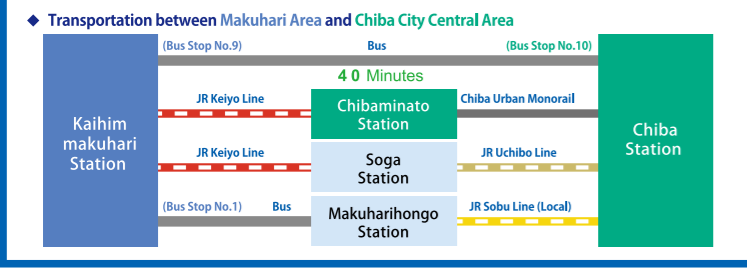 ◆ Transportation between Makuhari Area and Chiba City Central Area
(Bus Stop No.9) Bus (Bus Stop No.10)
4 0 Minutes
JR Keiyo Line Chibaminato Station Chiba Urban Monorail
Kaihim makuhari Station
Chiba Station
JR Keiyo Line Soga Station JR Uchibo Line
(Bus Stop No.1) Bus Makuharihongo Station JR Sobu Line (Local)